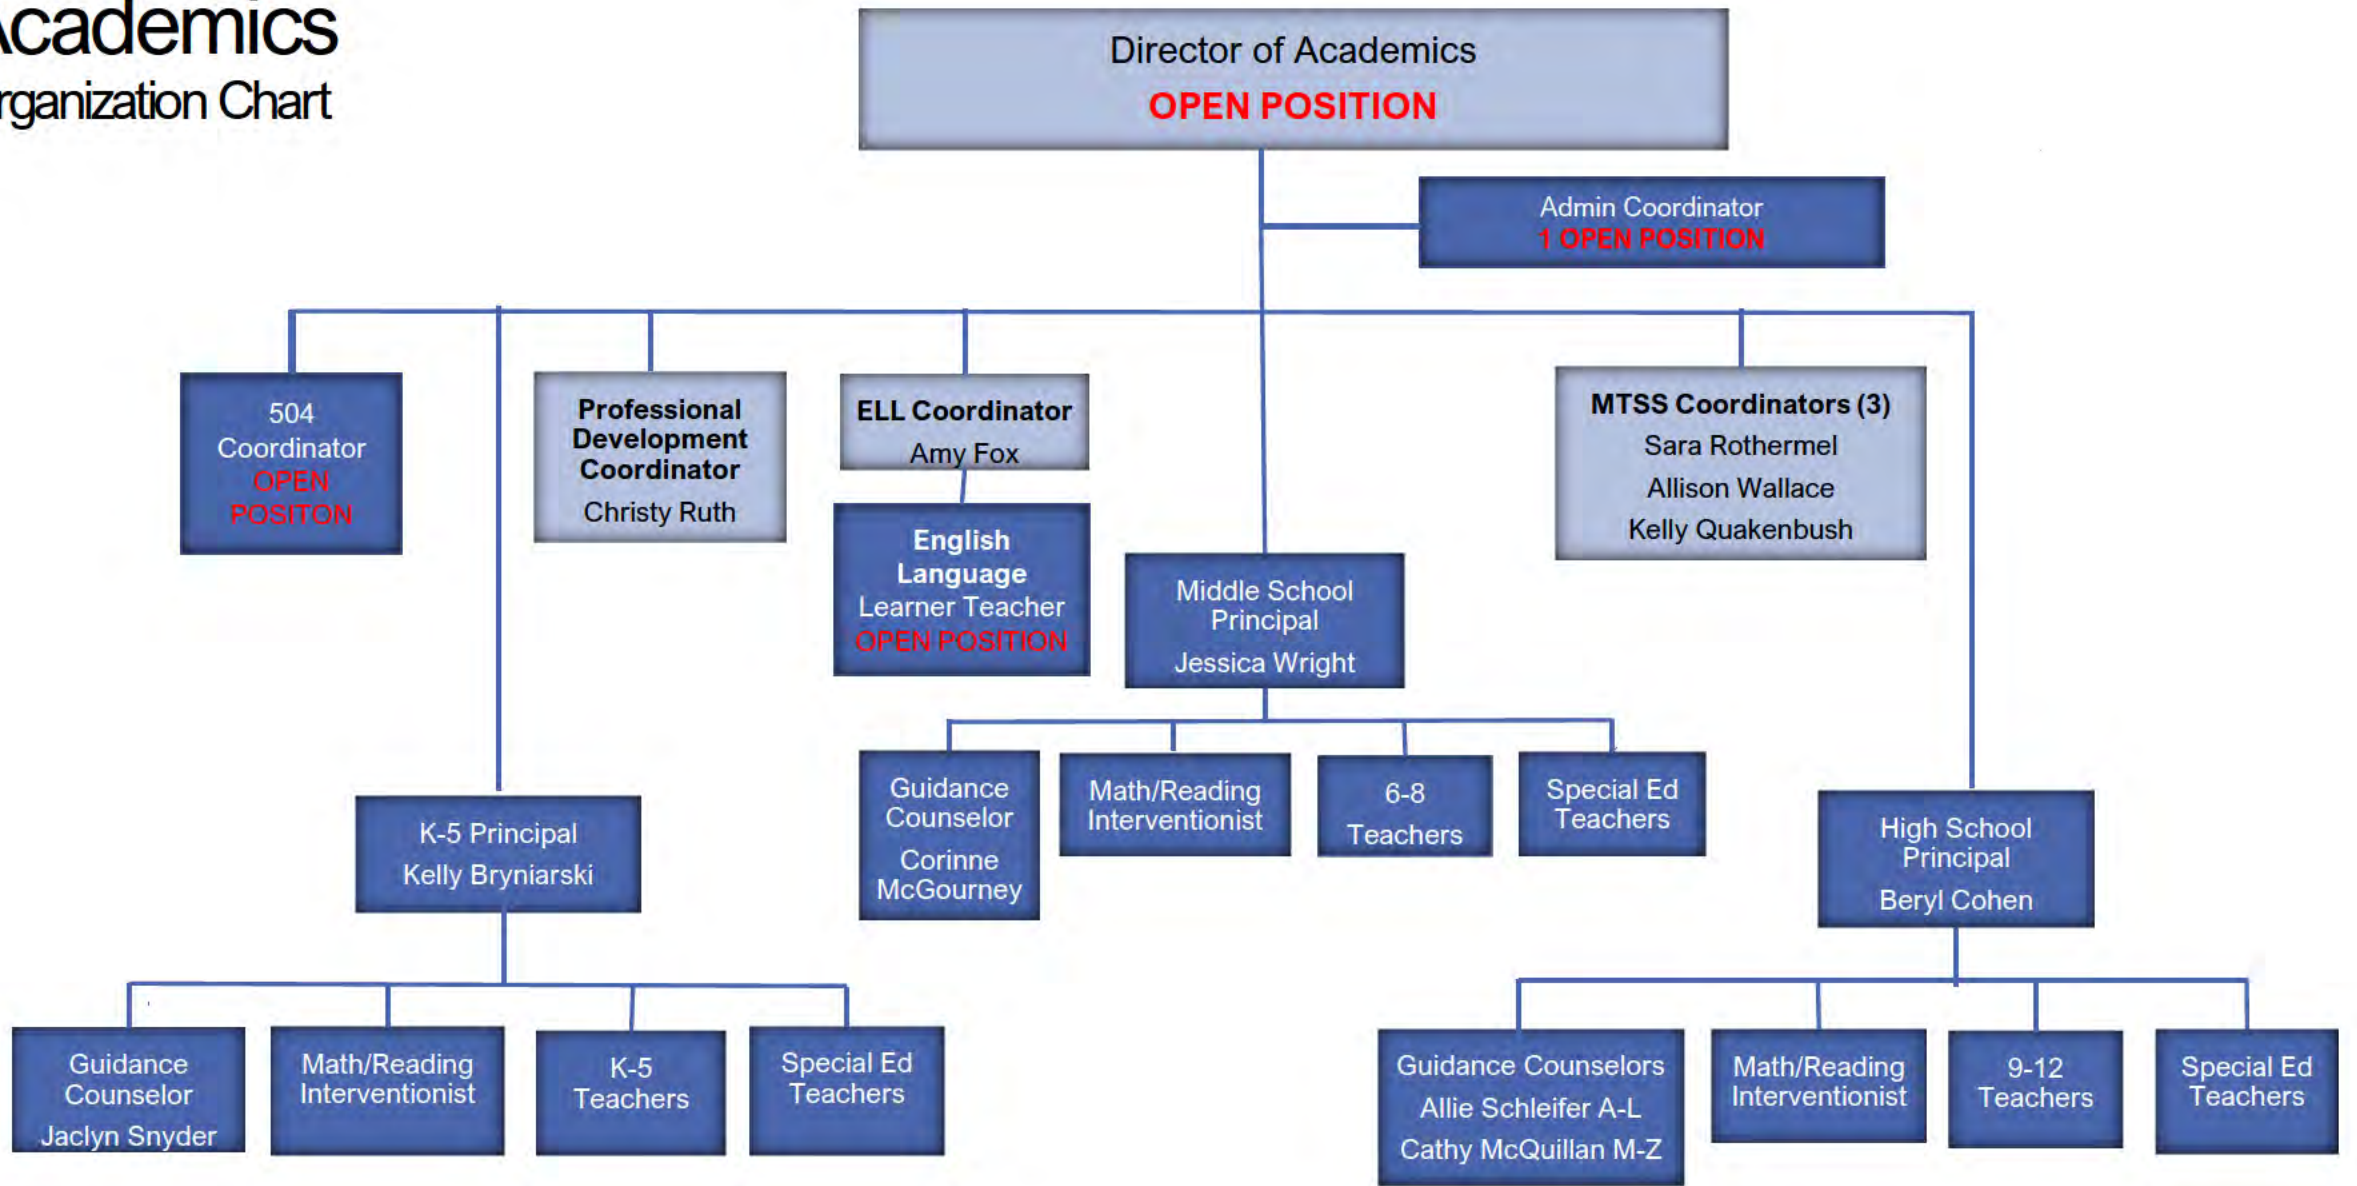 Academics
rganization Chart
Director of Academics
OPEN POSITION
Admin Coordinator
1 OPEN POSITION
504
Coordinator
OPEN
POSITON
Professional
Development
Coordinator
Christy Ruth
ELL Coordinator
Amy Fox
English
Language
Learner Teacher
OPEN POSITION
Middle School
Principal
Jessica Wright
MTSS Coordinators (3)
Sara Rothermel
Allison Wallace
Kelly Quakenbush
Guidance
Counselor
Corinne
McGourney
Math/Reading
Interventionist
6-8
Teachers
Special Ed
Teachers
K-5 Principal
Kelly Bryniarski
High School
Principal
Beryl Cohen
Guidance
Counselor
Jaclyn Snyder
Math/Reading
Interventionist
K-5
Teachers
Special Ed
Teachers
Guidance Counselors
Allie Schleifer A-L
Cathy McQuillan M-Z
Math/Reading
Interventionist
9-12
Teachers
Special Ed
Teachers